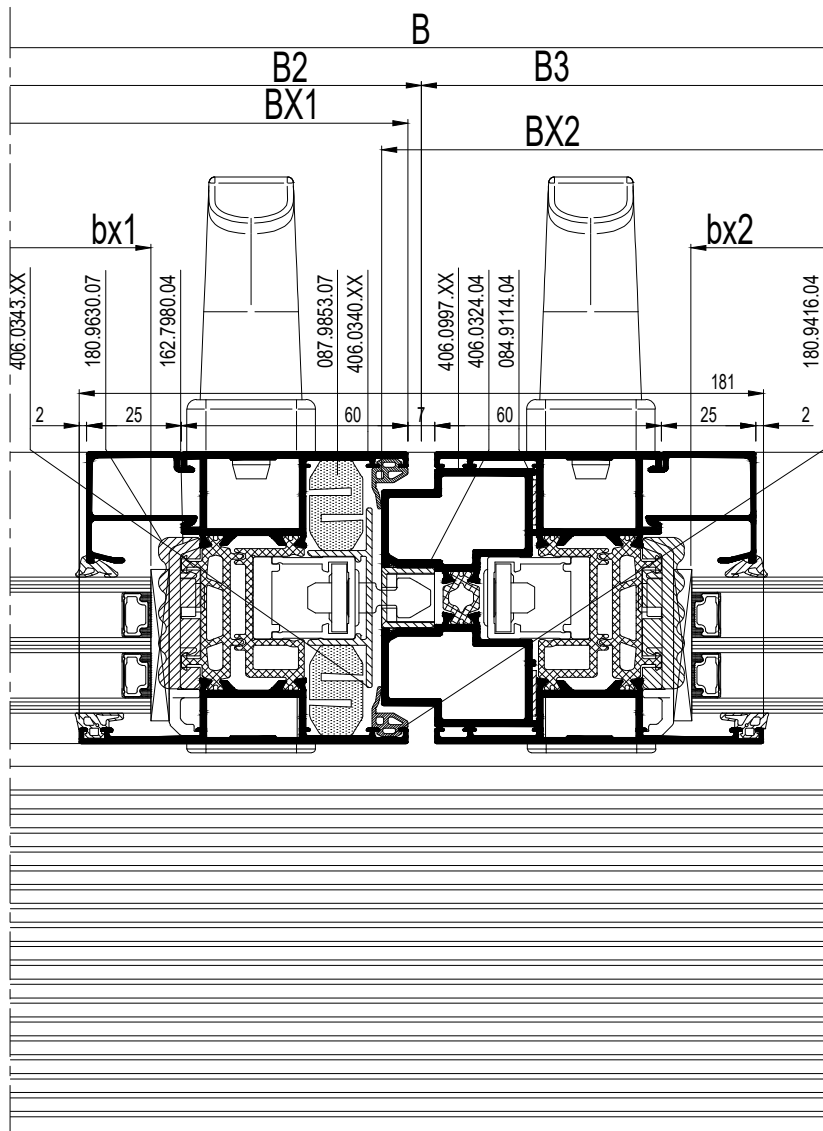 B
B2 B3
BX1
BX2
bx1 bx2
406.0343.XX
180.9630.07
162.7980.04
087.9853.07
406.0340.XX
406.0997.XX
406.0324.04
084.9114.04
180.9416.04
181
2 25 60 7 60 25 2